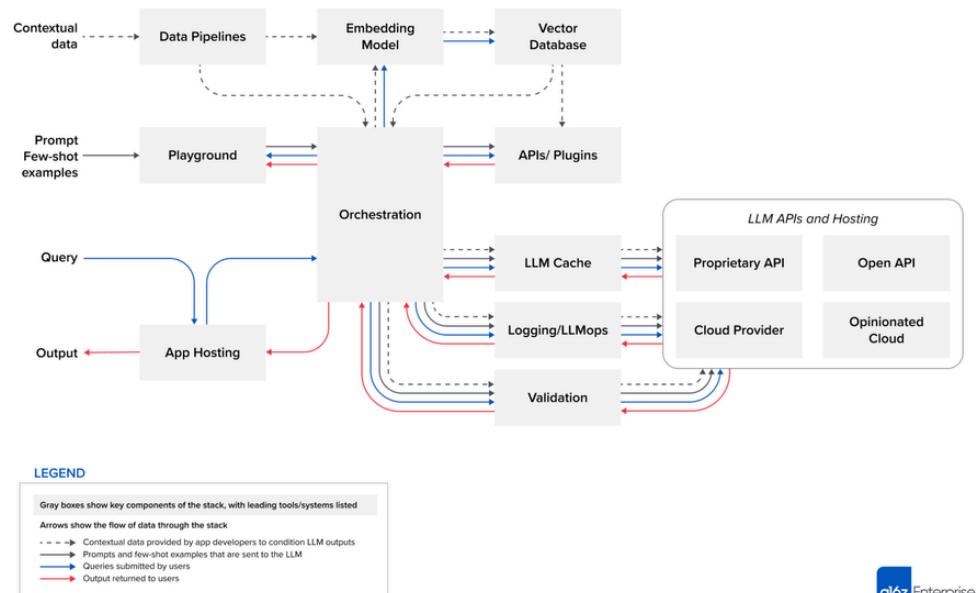 Contextual
data
Data Pipelines
Embedding
Model
Vector
Database
Prompt
Few-shot
examples
Playground
APIs/ Plugins
Orchestration
LLM APIs and Hosting
Query
LLM Cache
Proprietary API
Open API
Logging/LLMops
Cloud Provider
Opinionated
Cloud
Output
App Hosting
Validation
LEGEND
Gray boxes show key components of the stack, with leading tools/systems listed
Arrows show the flow of data through the stack
Contextual data provided by app developers to condition LLM outputs
Prompts and few-shot examples that are sent to the LLM
Queries submitted by users
Output returned to users
a16z Enterprise